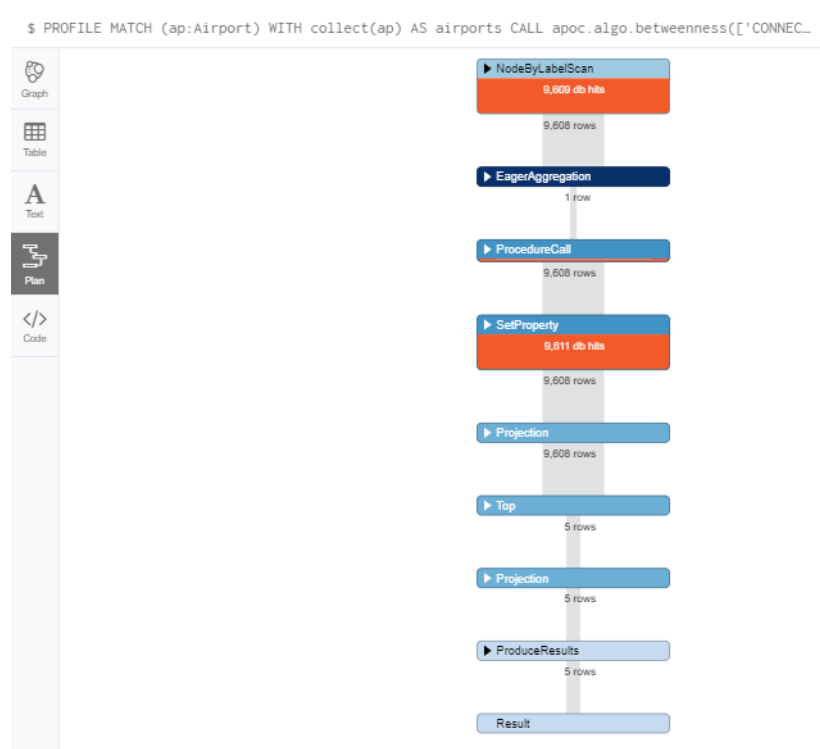 $ PROFILE MATCH (ap:Airport) WITH collect(ap) AS airports CALL apoc.algo.betweenness(['CONNEC…
Graph
Table
A
Text
Plan
</>
Code
NodeByLabelScan
9,609 db hits
9,608 rows
EagerAggregation
1 row
ProcedureCall
9,608 rows
SetProperty
9,611 db hits
9,608 rows
Projection
9,608 rows
Top
5 rows
Projection
5 rows
ProduceResults
5 rows
Result